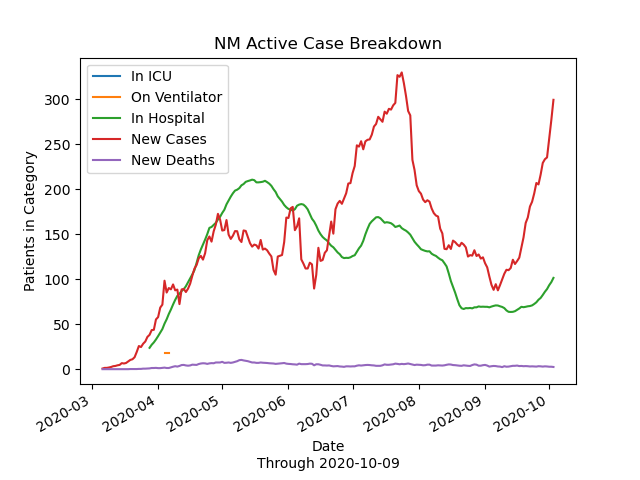 NM Active Case Breakdown
In ICU
On Ventilator
In Hospital
New Cases
New Deaths
Patients in Category
300
250
200
150
100
50
0
2020-03
2020-04
2020-05
2020-06
2020-07
2020-08
2020-09
2020-10
Date
Through 2020-10-09